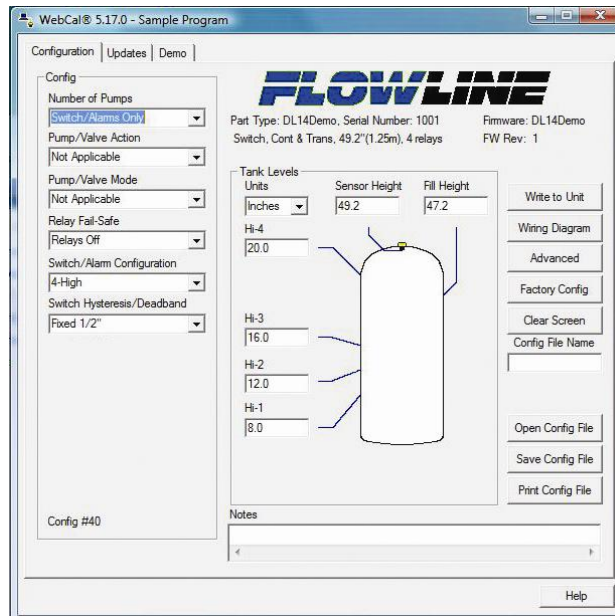 WebCal® 5.17.0 - Sample Program
Configuration Updates Demo
Config
Number of Pumps
Switch/Alarms Only
Pump/Valve Action
Not Applicable
Pump/Valve Mode
Not Applicable
Relay Fail-Safe
Relays Off
Switch/Alarm Configuration
4-High
Switch Hysteresis/Deadband
Fixed 1/2"
Config #40
FLOWLINE
Part Type: DL14Demo, Serial Number: 1001 Firmware: DL14Demo
Switch, Cont & Trans, 49.2"(1.25m), 4 relays FW Rev: 1
Tank Levels
Units Sensor Height Fill Height
Inches 49.2 47.2
Hi-4
20.0
Hi-3
16.0
Hi-2
12.0
Hi-1
8.0
Write to Unit
Wiring Diagram
Advanced
Factory Config
Clear Screen
Config File Name
Open Config File
Save Config File
Print Config File
Notes
Help